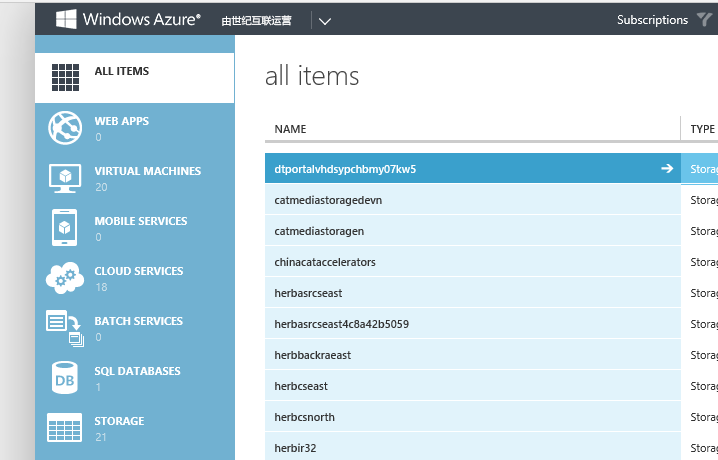 Windows Azure® 由世纪互联运营 Subscriptions
ALL ITEMS
WEB APPS
0
VIRTUAL MACHINES
20
MOBILE SERVICES
0
CLOUD SERVICES
18
BATCH SERVICES
0
DB
SQL DATABASES
1
STORAGE
21
all items
NAME TYPE
dtportalvhdsypchbmy07kw5 Storag
catmediastoragedevn Storag
catmediastoragen Storag
chinacataccelerators Storag
herbasrcseast Storag
herbasrcseast4c8a42b5059 Storag
herbbackraeast Storag
herbcseast Storag
herbcsnorth Storag
herbir32 Storag